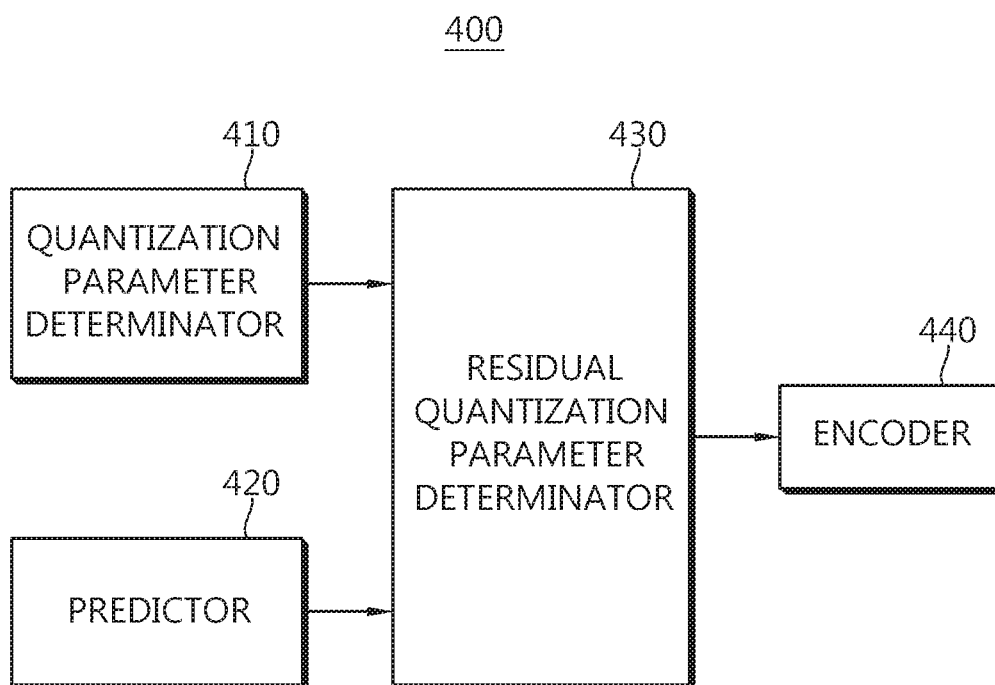 400
410
QUANTIZATION
PARAMETER
DETERMINATOR
420
PREDICTOR
430
RESIDUAL
QUANTIZATION
PARAMETER
DETERMINATOR
440
ENCODER